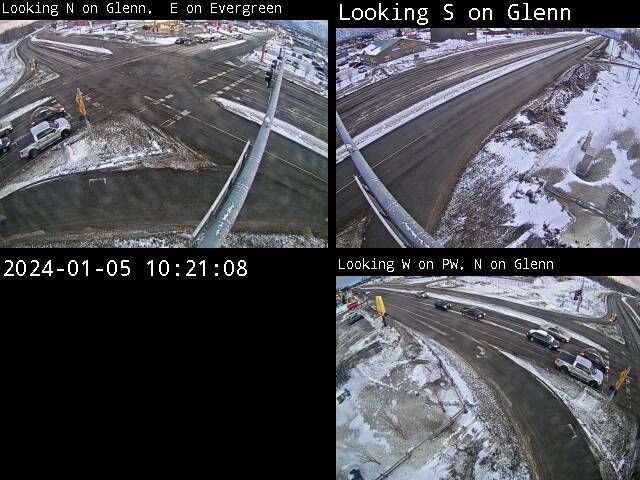 Looking N on Glenn,  E on Evergreen
Looking S on Glenn
2024-01-05 10:21:08
Looking W on PW, N on Glenn